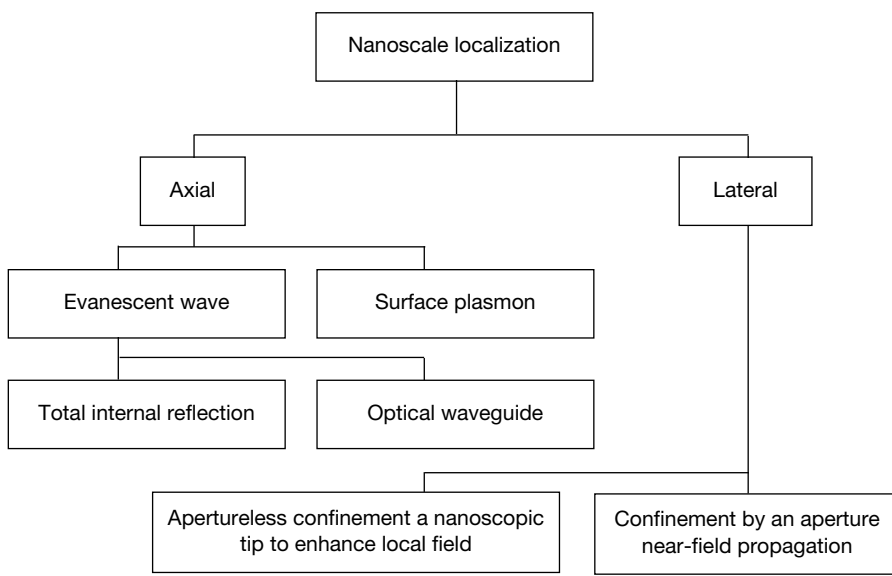 Nanoscale localization
Axial
Lateral
Evanescent wave
Surface plasmon
Total internal reflection
Optical waveguide
Apertureless confinement a nanoscopic
tip to enhance local field
Confinement by an aperture
near-field propagation